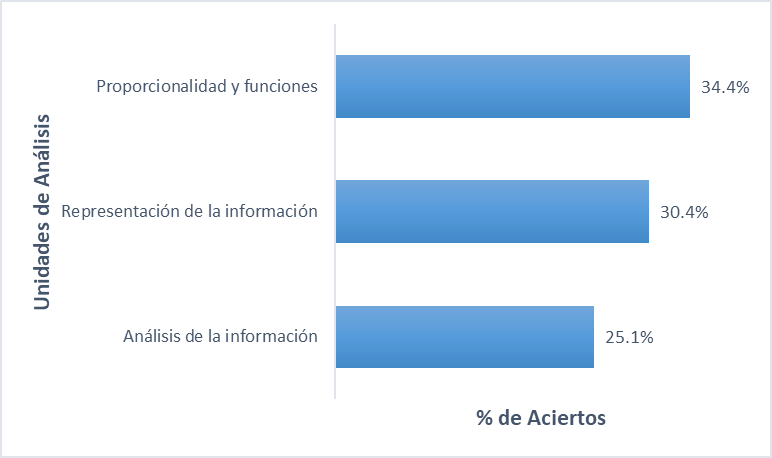 Unidades de Análisis
Proporcionalidad y funciones
34.4%
Representación de la información
30.4%
Análisis de la información
25.1%
% de Aciertos